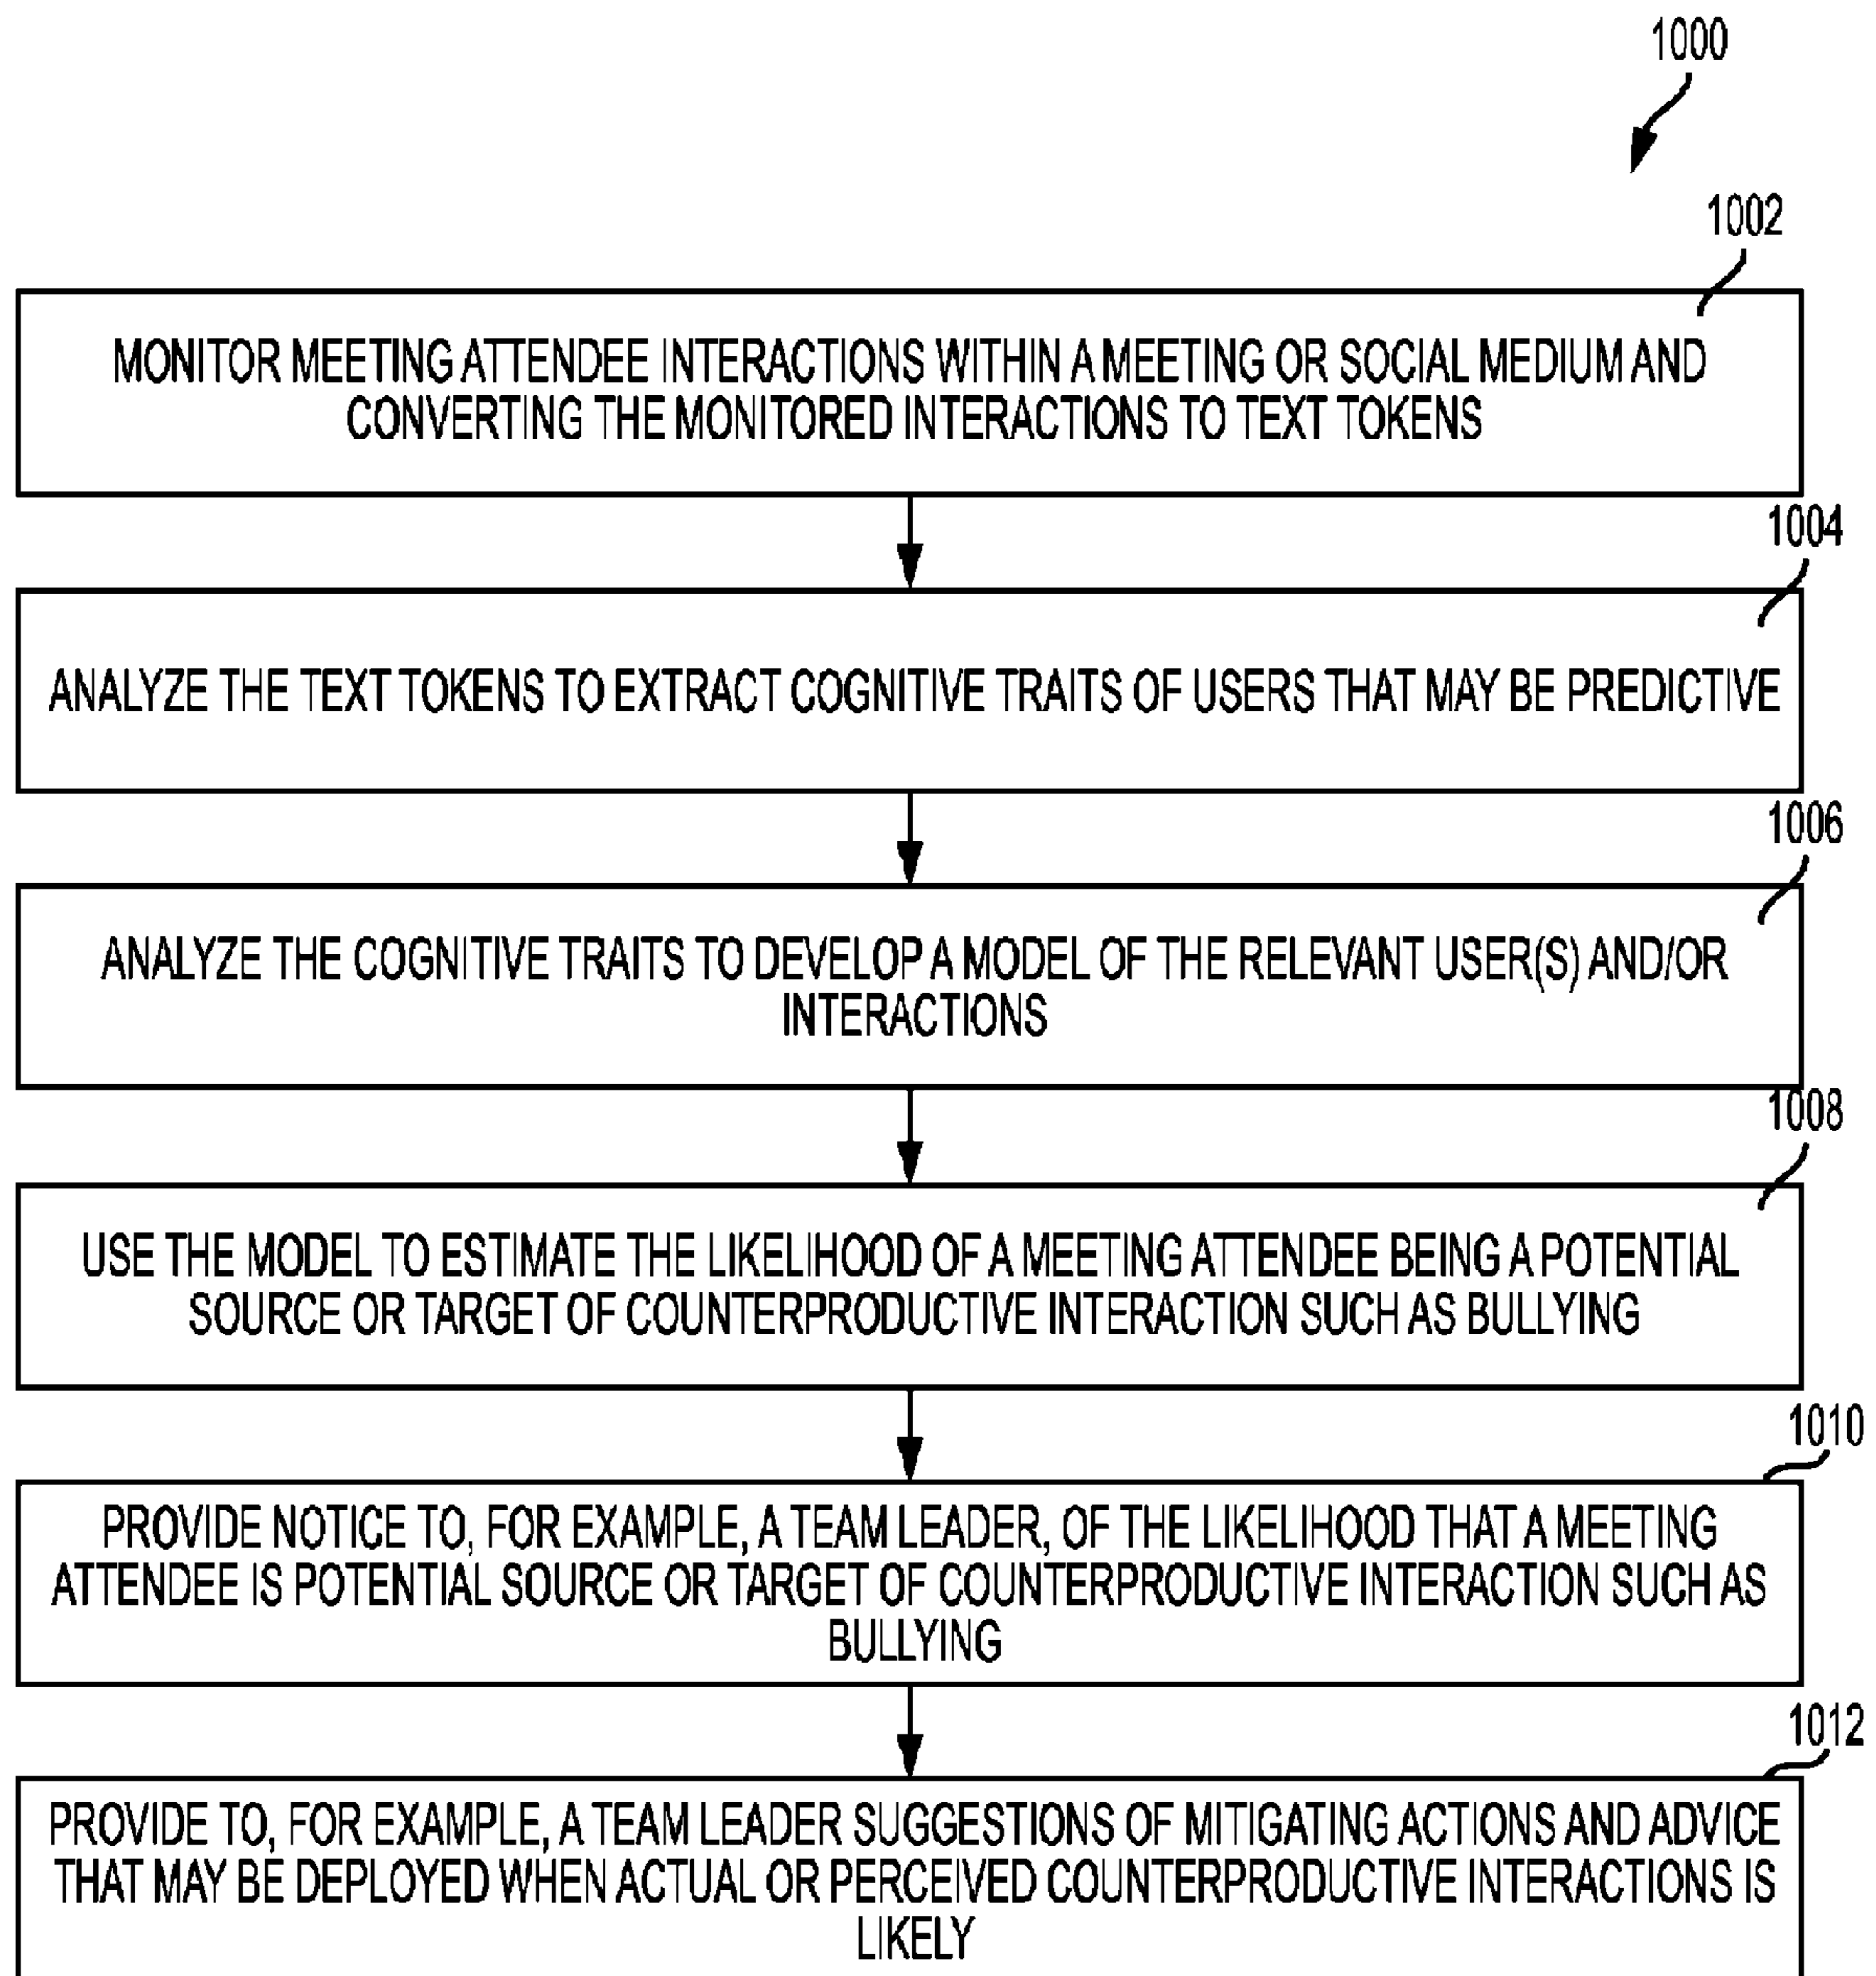 1000
1002
MONITOR MEETING ATTENDEE INTERACTIONS WITHIN A MEETING OR SOCIAL MEDIUM AND
CONVERTING THE MONITORED INTERACTIONS TO TEXT TOKENS
1004
ANALYZE THE TEXT TOKENS TO EXTRACT COGNITIVE TRAITS OF USERS THAT MAY BE PREDICTIVE
1006
ANALYZE THE COGNITIVE TRAITS TO DEVELOP A MODEL OF THE RELEVANT USER(S) AND/OR
INTERACTIONS
1008
USE THE MODEL TO ESTIMATE THE LIKELIHOOD OF A MEETING ATTENDEE BEING A POTENTIAL
SOURCE OR TARGET OF COUNTERPRODUCTIVE INTERACTION SUCH AS BULLYING
1010
PROVIDE NOTICE TO, FOR EXAMPLE, A TEAM LEADER, OF THE LIKELIHOOD THAT A MEETING
ATTENDEE IS POTENTIAL SOURCE OR TARGET OF COUNTERPRODUCTIVE INTERACTION SUCH AS
BULLYING
1012
PROVIDE TO, FOR EXAMPLE, A TEAM LEADER SUGGESTIONS OF MITIGATING ACTIONS AND ADVICE
THAT MAY BE DEPLOYED WHEN ACTUAL OR PERCEIVED COUNTERPRODUCTIVE INTERACTIONS IS
LIKELY